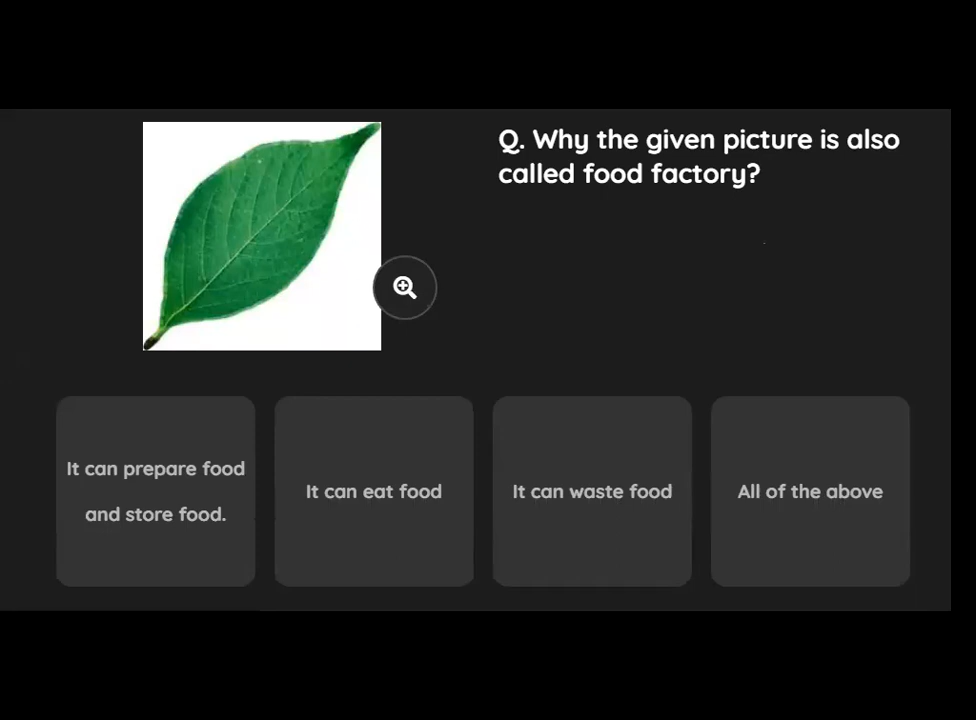 Q. Why the given picture is also
called food factory?
It can prepare food
and store food.
It can eat food
It can waste food
All of the above